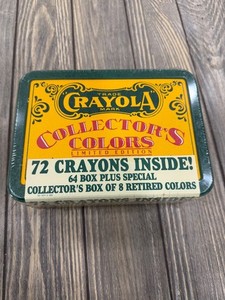 TRADE
CRAYOLA
MARK
COLLECTOR'S
COLORS
LIMITED EDITION
72 CRAYONS INSIDE!
64 BOX PLUS SPECIAL
COLLECTOR'S BOX OF 8 RETIRED COLORS